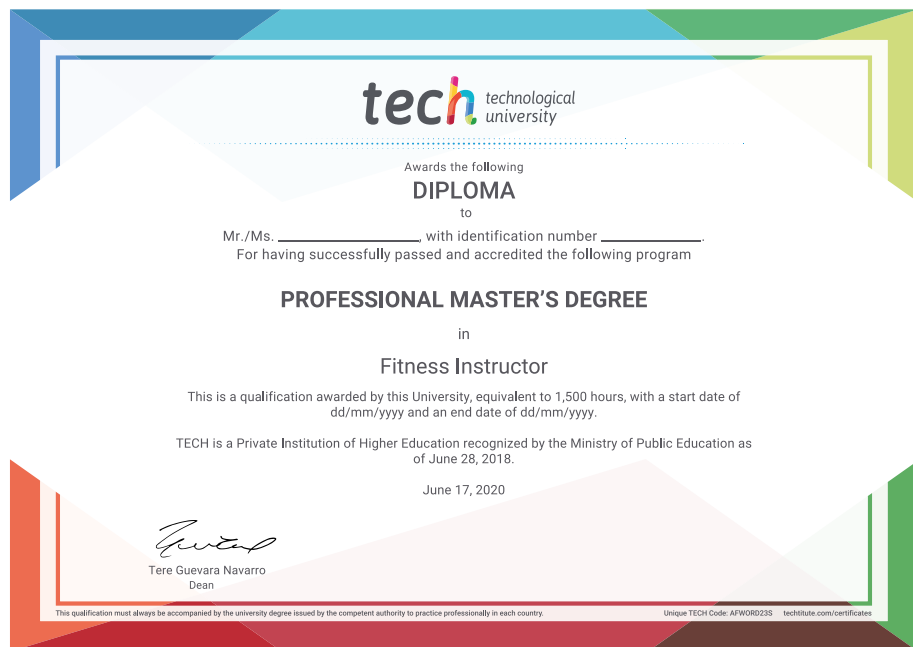 tech technological
university
Awards the following
DIPLOMA
to
Mr./Ms. ____________________, with identification number ______________.
For having successfully passed and accredited the following program
PROFESSIONAL MASTER'S DEGREE
in
Fitness Instructor
This is a qualification awarded by this University, equivalent to 1,500 hours, with a start date of
dd/mm/yyyy and an end date of dd/mm/yyyy.
TECH is a Private Institution of Higher Education recognized by the Ministry of Public Education as
of June 28, 2018.
June 17, 2020
Tere Guevara Navarro
Dean
This qualification must always be accompanied by the university degree issued by the competent authority to practice professionally in each country. Unique TECH Code: AFWORD23S techtitute.com/certificates